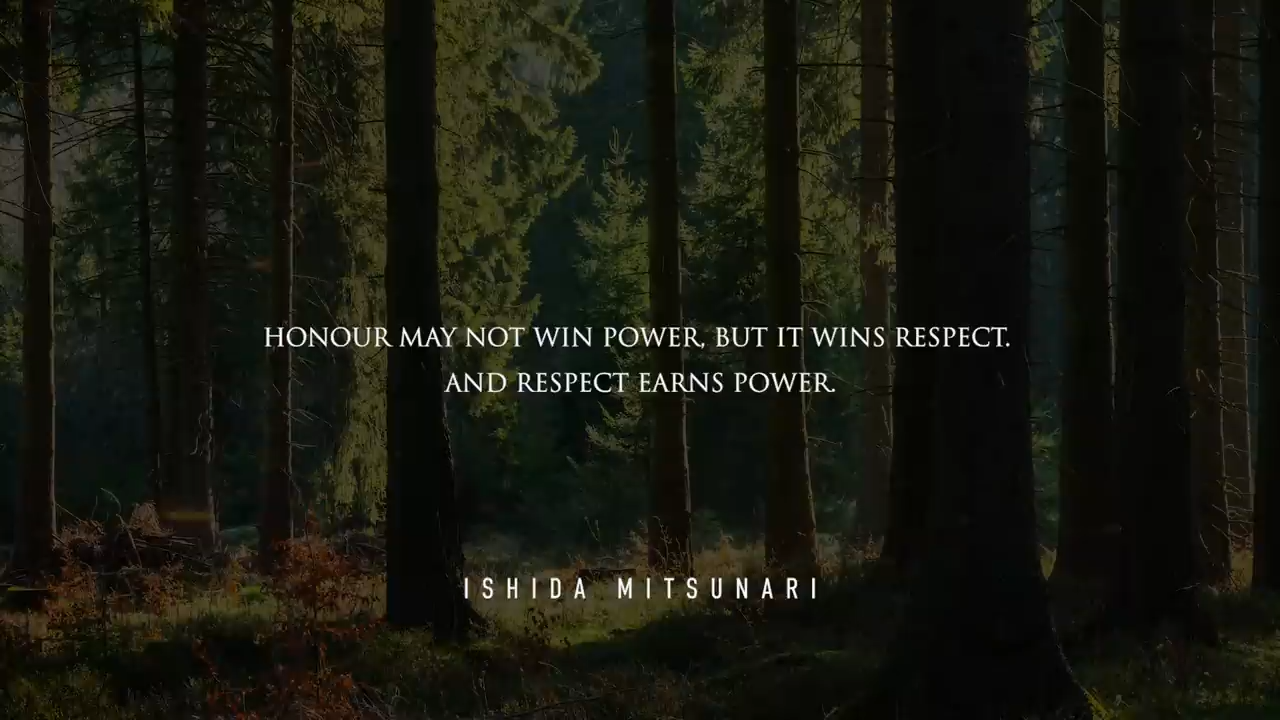 HONOUR MAY NOT WIN POWER, BUT IT WINS RESPECT.
AND RESPECT EARNS POWER.
ISHIDA MITSUNARI